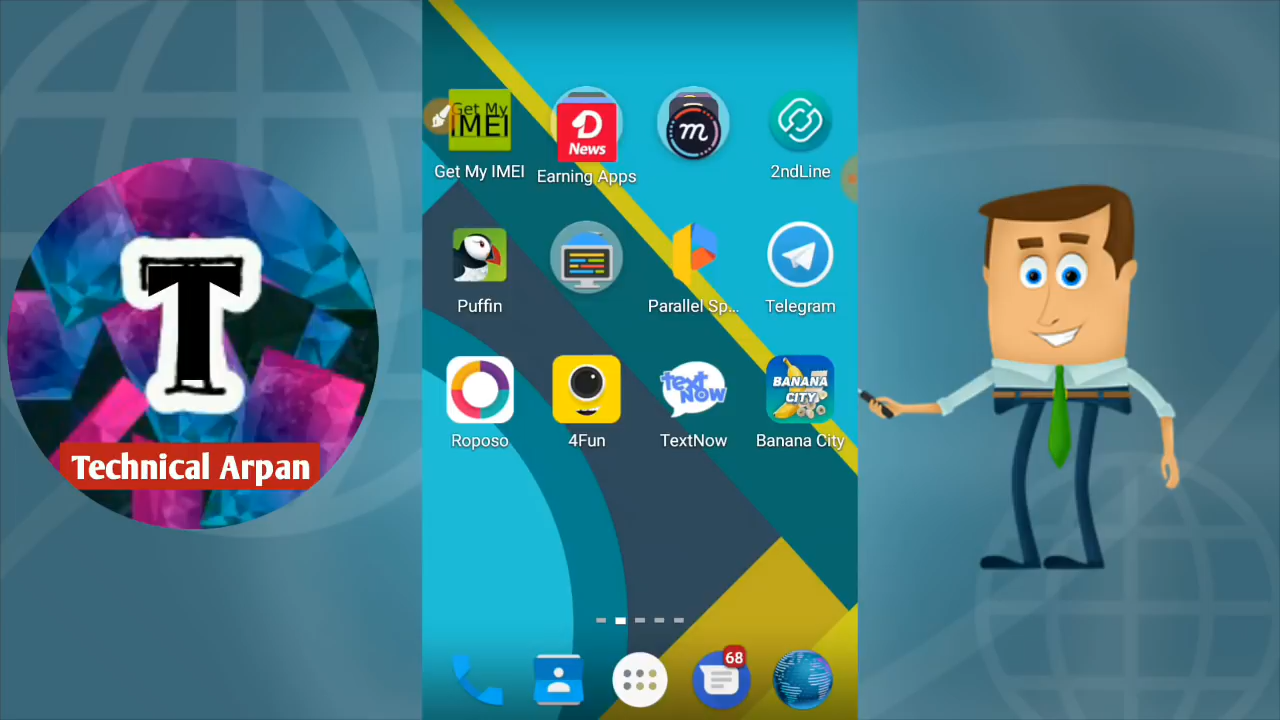 T
Technical Arpan
Get My
IMEI
D
News
m
Get My IMEI
Earning Apps
2ndLine
Puffin
Parallel Sp...
Telegram
text
now
BANANA
CITY
Roposo
4Fun
TextNow
Banana City
68